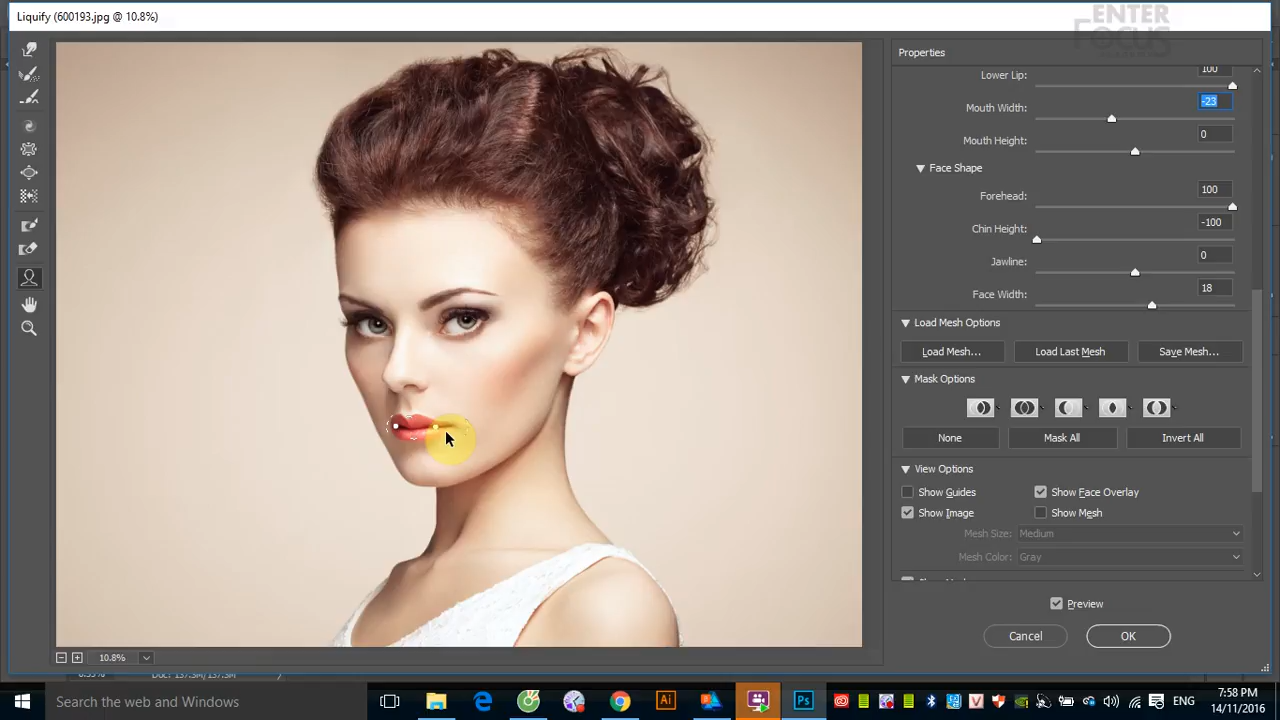 Liquify (600193.jpg @ 10.8%)
ENTER
FOCUS
Properties
Lower Lip: 100
Mouth Width: -23
Mouth Height: 0
Face Shape
Forehead: 100
Chin Height: -100
Jawline: 0
Face Width: 18
Load Mesh Options
Load Mesh... Load Last Mesh Save Mesh...
Mask Options
None Mask All Invert All
View Options
Show Guides Show Face Overlay
Show Image Show Mesh
Mesh Size: Medium
Mesh Color: Gray
Preview
Cancel OK
10.8%
Search the web and Windows
Ai
Ps
ENG
7:58 PM
14/11/2016